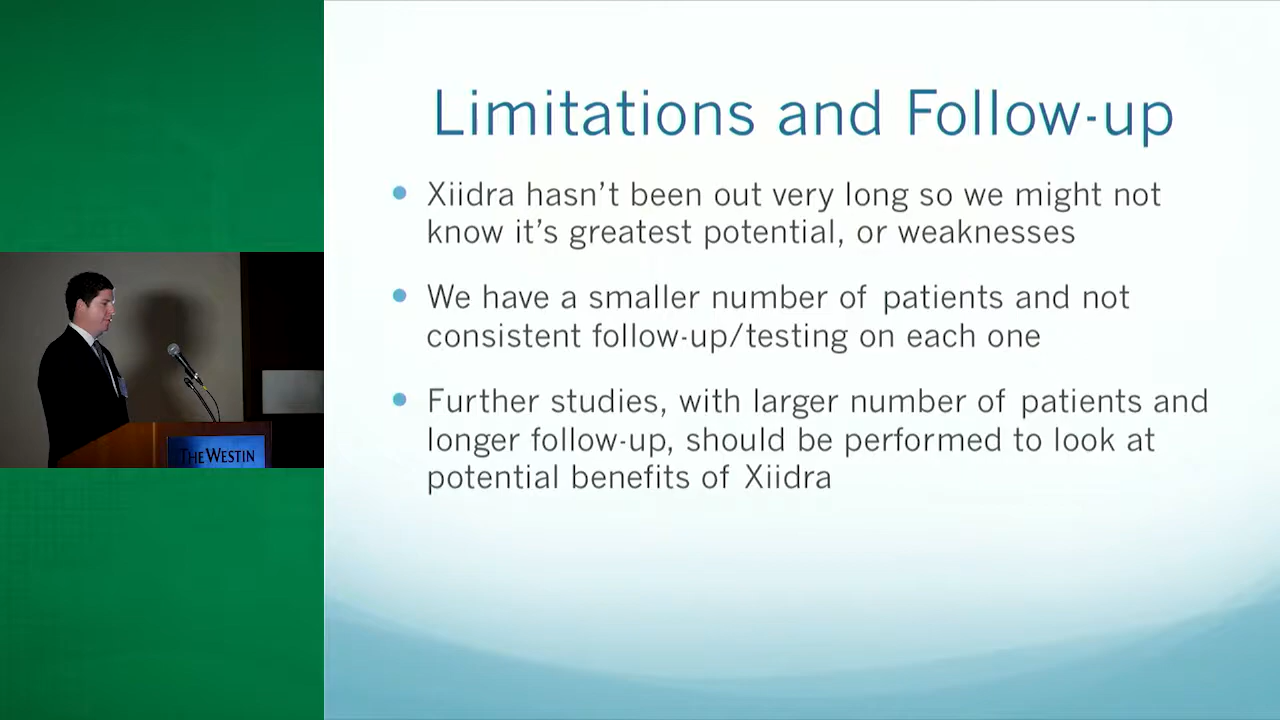 Limitations and Follow-up
Xiidra hasn't been out very long so we might not
know it's greatest potential, or weaknesses
We have a smaller number of patients and not
consistent follow-up/testing on each one
Further studies, with larger number of patients and
longer follow-up, should be performed to look at
potential benefits of Xiidra
THE WESTIN